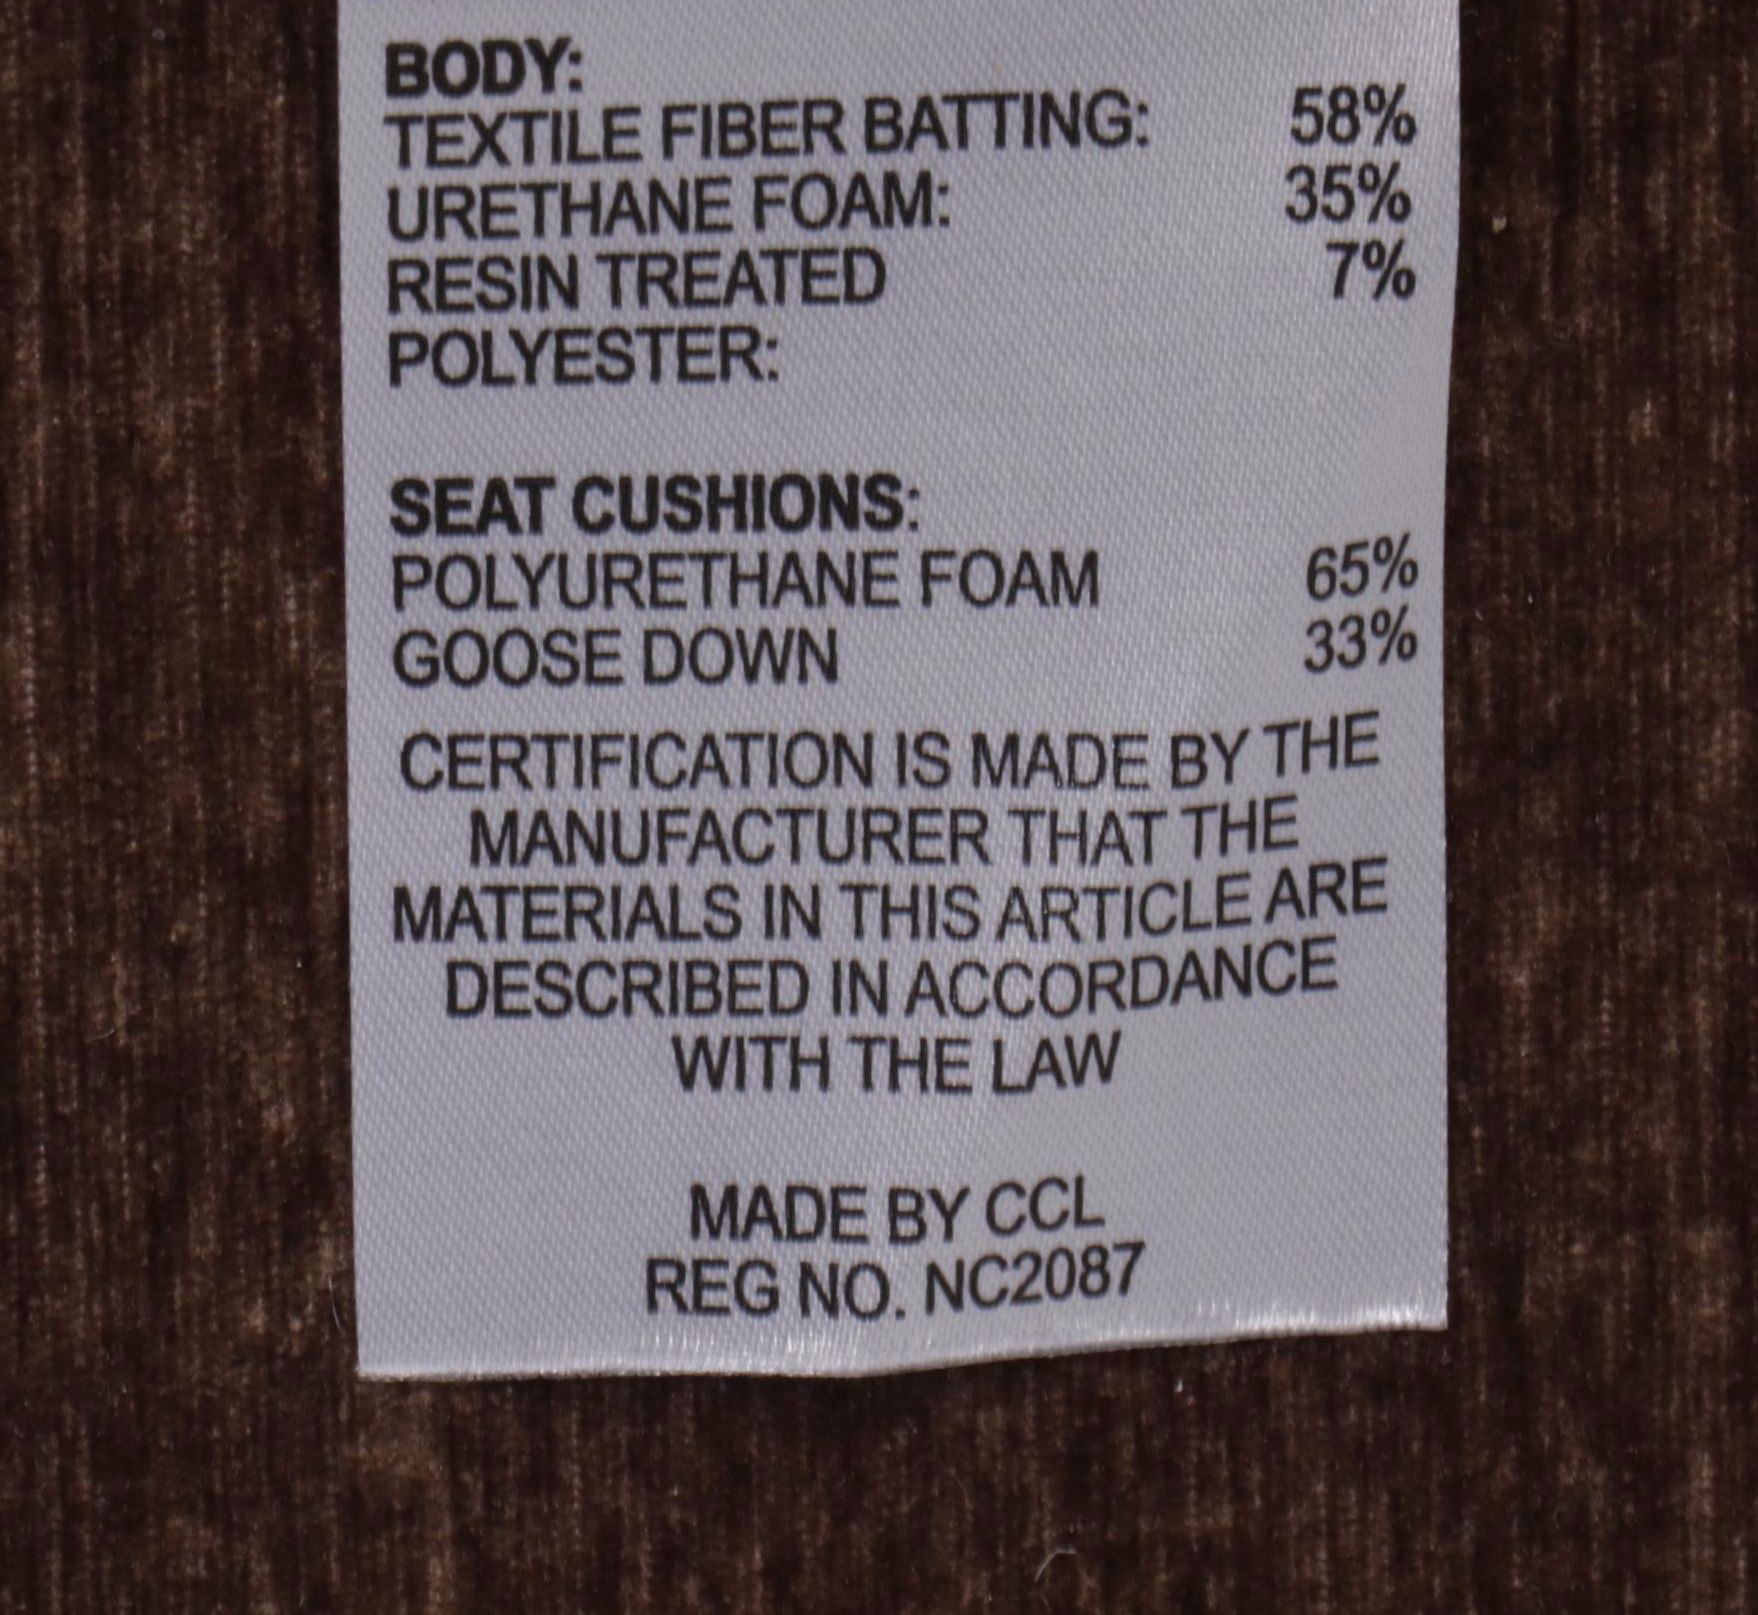 BODY:
TEXTILE FIBER BATTING: 58%
URETHANE FOAM: 35%
RESIN TREATED 7%
POLYESTER:
SEAT CUSHIONS:
POLYURETHANE FOAM 65%
GOOSE DOWN 33%
CERTIFICATION IS MADE BY THE
MANUFACTURER THAT THE
MATERIALS IN THIS ARTICLE ARE
DESCRIBED IN ACCORDANCE
WITH THE LAW
MADE BY CCL
REG NO. NC2087